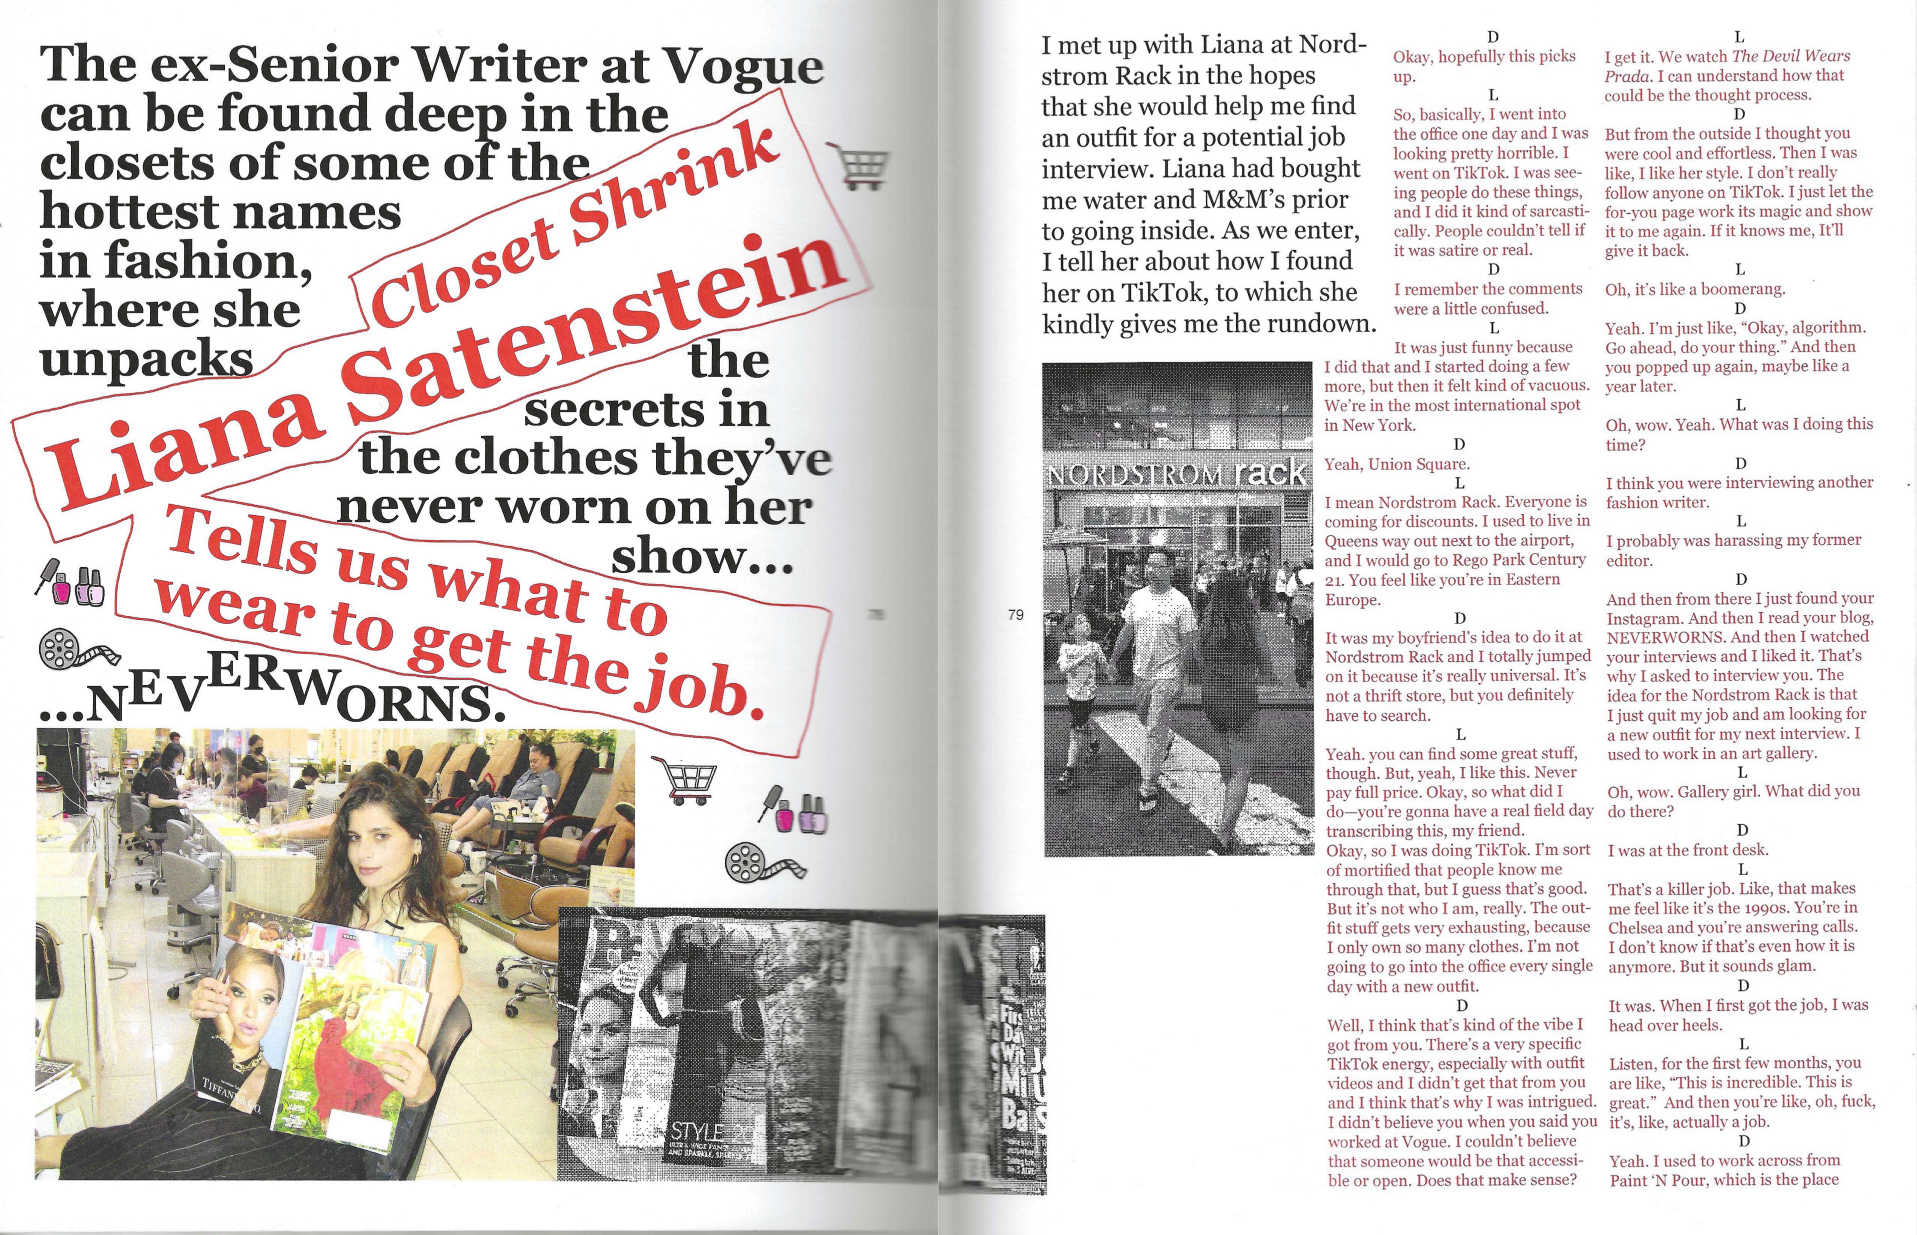 The ex-Senior Writer at Vogue
can be found deep in the
closets of some of the
hottest names
in fashion,
where she
unpacks
the
secrets in
the clothes they've
never worn on her
show...
...NEVERWORNS.
Closet Shrink
Liana Satenstein
Tells us what to
wear to get the job.
TIFFANY & CO.
STYLE
78
79
I met up with Liana at Nord-
strom Rack in the hopes
that she would help me find
an outfit for a potential job
interview. Liana had bought
me water and M&M's prior
to going inside. As we enter,
I tell her about how I found
her on TikTok, to which she
kindly gives me the rundown.
NORDSTROM rack
D
Okay, hopefully this picks
up.
L
So, basically, I went into
the office one day and I was
looking pretty horrible. I
went on TikTok. I was see-
ing people do these things,
and I did it kind of sarcasti-
cally. People couldn't tell if
it was satire or real.
D
I remember the comments
were a little confused.
L
It was just funny because
I did that and I started doing a few
more, but then it felt kind of vacuous.
We're in the most international spot
in New York.
D
Yeah, Union Square.
L
I mean Nordstrom Rack. Everyone is
coming for discounts. I used to live in
Queens way out next to the airport,
and I would go to Rego Park Century
21. You feel like you're in Eastern
Europe.
D
It was my boyfriend's idea to do it at
Nordstrom Rack and I totally jumped
on it because it's really universal. It's
not a thrift store, but you definitely
have to search.
L
Yeah. you can find some great stuff,
though. But, yeah, I like this. Never
pay full price. Okay, so what did I
do—you're gonna have a real field day
transcribing this, my friend.
Okay, so I was doing TikTok. I'm sort
of mortified that people know me
through that, but I guess that's good.
But it's not who I am, really. The out-
fit stuff gets very exhausting, because
I only own so many clothes. I'm not
going to go into the office every single
day with a new outfit.
D
Well, I think that's kind of the vibe I
got from you. There's a very specific
TikTok energy, especially with outfit
videos and I didn't get that from you
and I think that's why I was intrigued.
I didn't believe you when you said you
worked at Vogue. I couldn't believe
that someone would be that accessi-
ble or open. Does that make sense?
L
I get it. We watch The Devil Wears
Prada. I can understand how that
could be the thought process.
D
But from the outside I thought you
were cool and effortless. Then I was
like, I like her style. I don't really
follow anyone on TikTok. I just let the
for-you page work its magic and show
it to me again. If it knows me, It'll
give it back.
L
Oh, it's like a boomerang.
D
Yeah. I'm just like, "Okay, algorithm.
Go ahead, do your thing." And then
you popped up again, maybe like a
year later.
L
Oh, wow. Yeah. What was I doing this
time?
D
I think you were interviewing another
fashion writer.
L
I probably was harassing my former
editor.
D
And then from there I just found your
Instagram. And then I read your blog,
NEVERWORNS. And then I watched
your interviews and I liked it. That's
why I asked to interview you. The
idea for the Nordstrom Rack is that
I just quit my job and am looking for
a new outfit for my next interview. I
used to work in an art gallery.
L
Oh, wow. Gallery girl. What did you
do there?
D
I was at the front desk.
L
That's a killer job. Like, that makes
me feel like it's the 1990s. You're in
Chelsea and you're answering calls.
I don't know if that's even how it is
anymore. But it sounds glam.
D
It was. When I first got the job, I was
head over heels.
L
Listen, for the first few months, you
are like, "This is incredible. This is
great." And then you're like, oh, fuck,
it's, like, actually a job.
D
Yeah. I used to work across from
Paint 'N Pour, which is the place